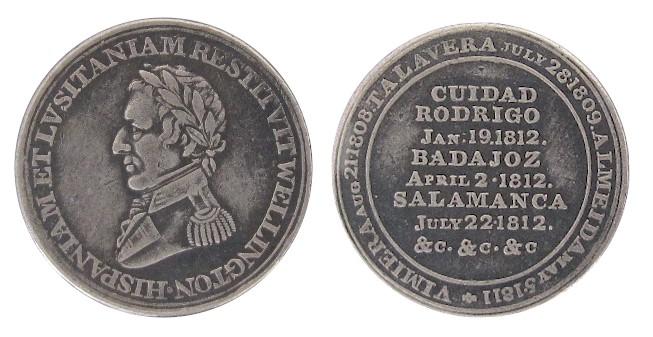 HISPANIAM ET LVSITANIAM RESTITVIT WELLINGTON·
VIMIERA AUG. 21·1808·TALAVERA JULY 28·1809. ALMEIDA MAY 5 1811
CUIDAD
RODRIGO
JAN: 19.1812.
BADAJOZ
APRIL 2·1812.
SALAMANCA
JULY 22·1812.
&C. &C. &C